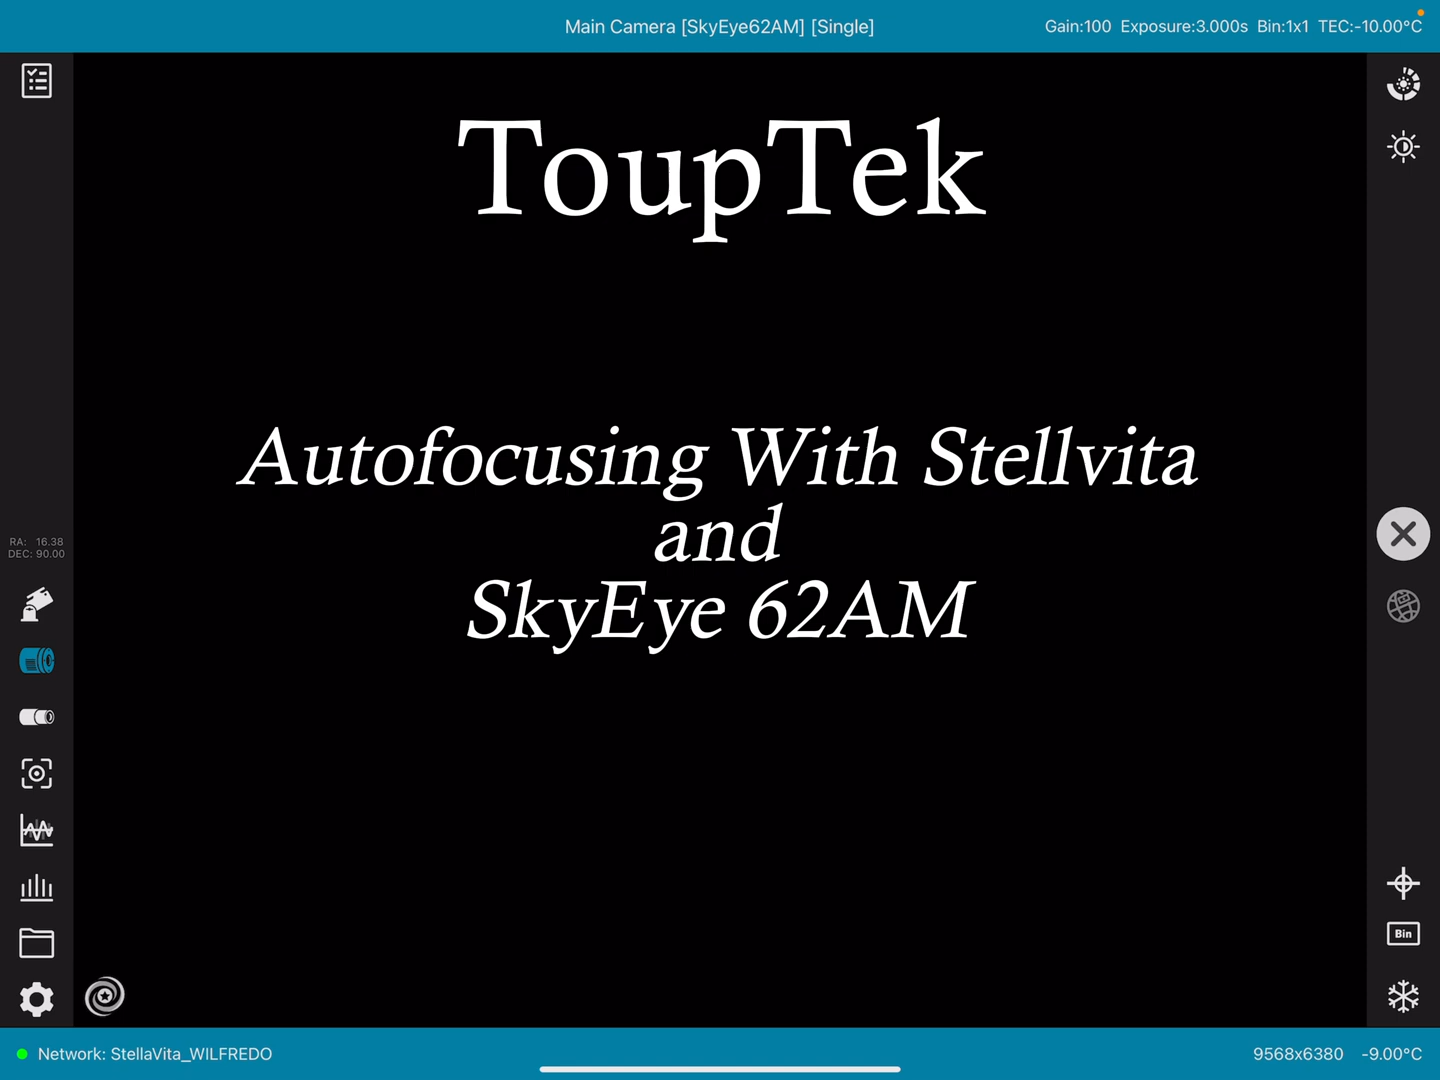 Main Camera [SkyEye62AM] [Single]
Gain:100 Exposure:3.000s Bin:1x1 TEC:-10.00°C
ToupTek
Autofocusing With Stellvita
and
SkyEye 62AM
RA: 16.38
DEC: 90.00
Bin
Network: StellaVita_WILFREDO
9568x6380 -9.00°C